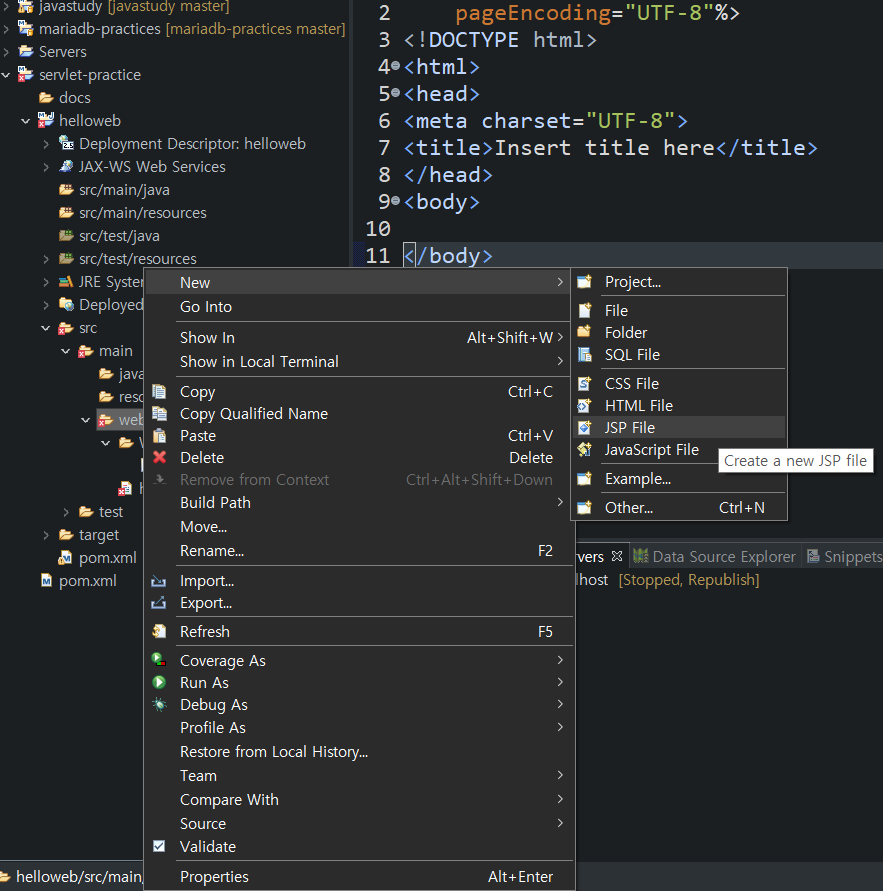 javastudy [javastudy master]
mariadb-practices [mariadb-practices master]
Servers
servlet-practice
docs
helloweb
Deployment Descriptor: helloweb
JAX-WS Web Services
src/main/java
src/main/resources
src/test/java
src/test/resources
JRE Syster
Deployed
src
main
java
reso
web
test
target
pom.xml
pom.xml
2 pageEncoding="UTF-8"%>
3 <!DOCTYPE html>
4 <html>
5 <head>
6 <meta charset="UTF-8">
7 <title>Insert title here</title>
8 </head>
9 <body>
10
11 </body>
New
Go Into
Show In Alt+Shift+W
Show in Local Terminal
Copy Ctrl+C
Copy Qualified Name
Paste Ctrl+V
Delete Delete
Remove from Context Ctrl+Alt+Shift+Down
Build Path
Move...
Rename... F2
Import...
Export...
Refresh F5
Coverage As
Run As
Debug As
Profile As
Restore from Local History...
Team
Compare With
Source
Validate
Properties Alt+Enter
Project...
File
Folder
SQL File
CSS File
HTML File
JSP File
JavaScript File
Example...
Other... Ctrl+N
Create a new JSP file
vers Data Source Explorer Snippets
lhost [Stopped, Republish]
helloweb/src/main/